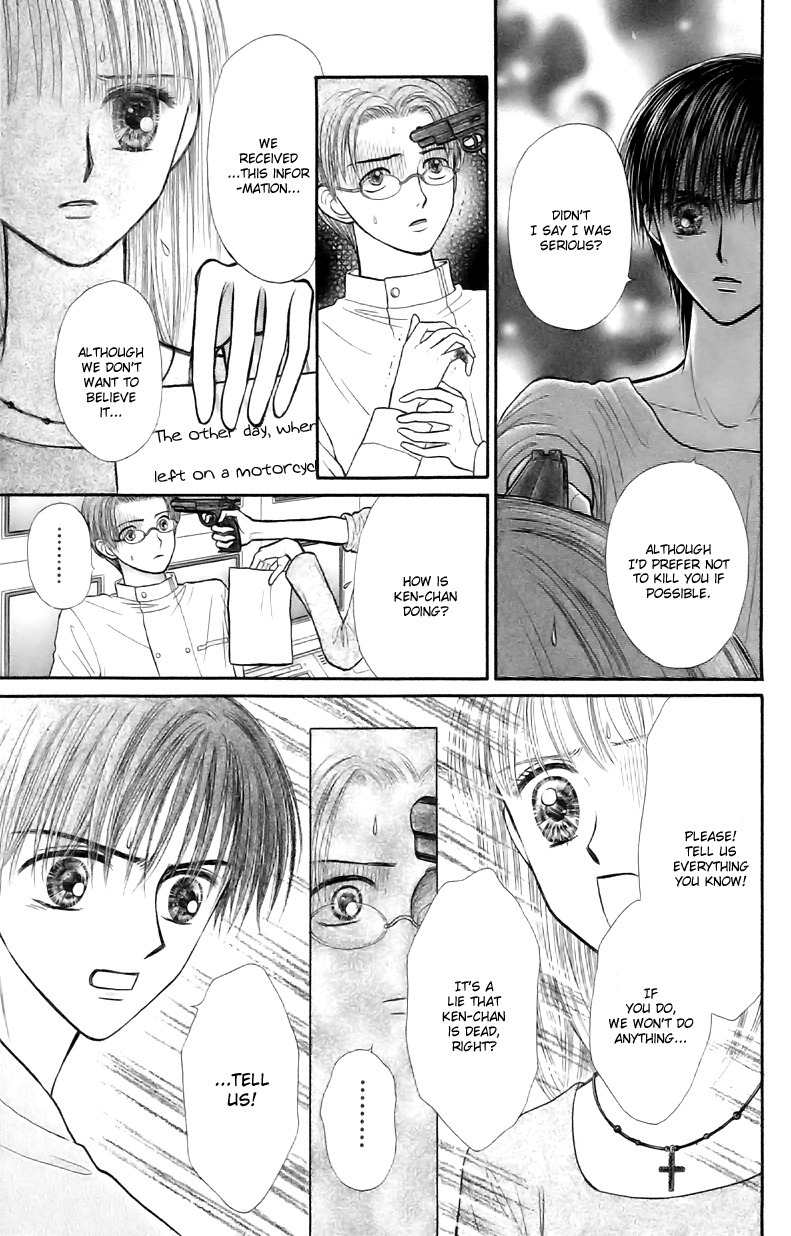 DIDN'T
I SAY I WAS
SERIOUS?
ALTHOUGH
I'D PREFER NOT
TO KILL YOU IF
POSSIBLE.
WE
RECEIVED
...THIS INFOR
-MATION...
ALTHOUGH
WE DON'T
WANT TO
BELIEVE
IT...
The other day, when
left on a motorcyc
HOW IS
KEN-CHAN
DOING?
........
PLEASE!
TELL US
EVERYTHING
YOU KNOW!
IF
YOU DO,
WE WON'T DO
ANYTHING...
IT'S A
LIE THAT
KEN-CHAN
IS DEAD,
RIGHT?
.........
...TELL
US!